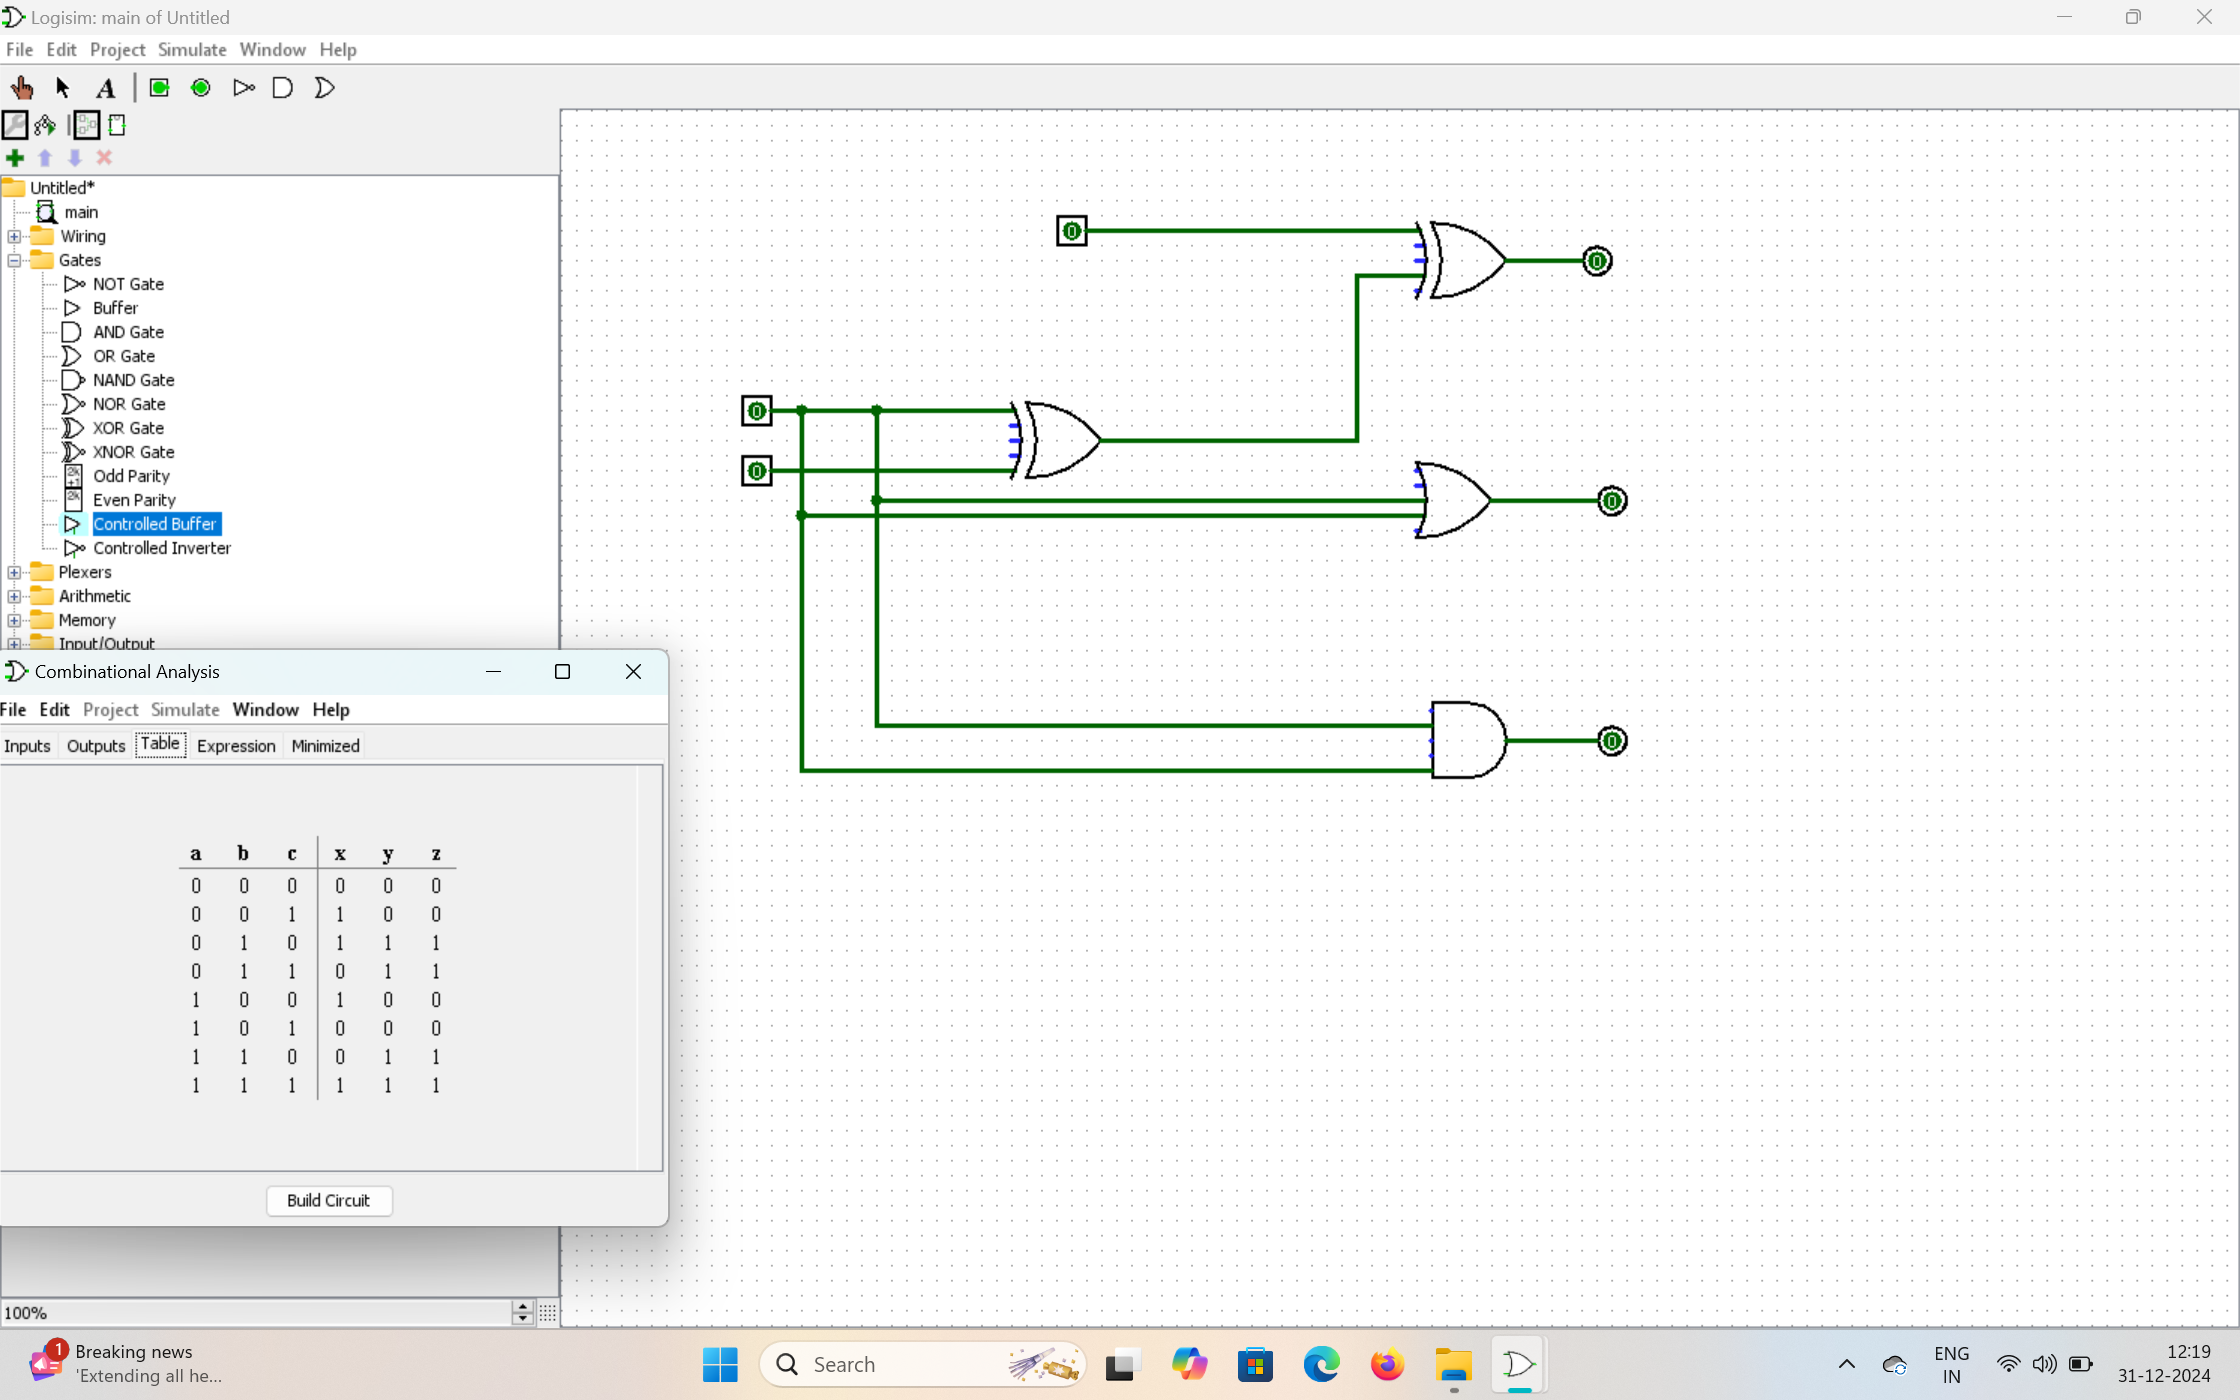 Logisim: main of Untitled
File Edit Project Simulate Window Help
A
Untitled*
main
Wiring
Gates
NOT Gate
Buffer
AND Gate
OR Gate
NAND Gate
NOR Gate
XOR Gate
XNOR Gate
2k
+1
Odd Parity
2k
Even Parity
Controlled Buffer
Controlled Inverter
Plexers
Arithmetic
Memory
Input/Output
0
0
0
0
0
0
Combinational Analysis
File Edit Project Simulate Window Help
Inputs Outputs Table Expression Minimized
a b c x y z
0 0 0 0 0 0
0 0 1 1 0 0
0 1 0 1 1 1
0 1 1 0 1 1
1 0 0 1 0 0
1 0 1 0 0 0
1 1 0 0 1 1
1 1 1 1 1 1
Build Circuit
100%
1
Breaking news
'Extending all he...
Search
ENG
IN
12:19
31-12-2024